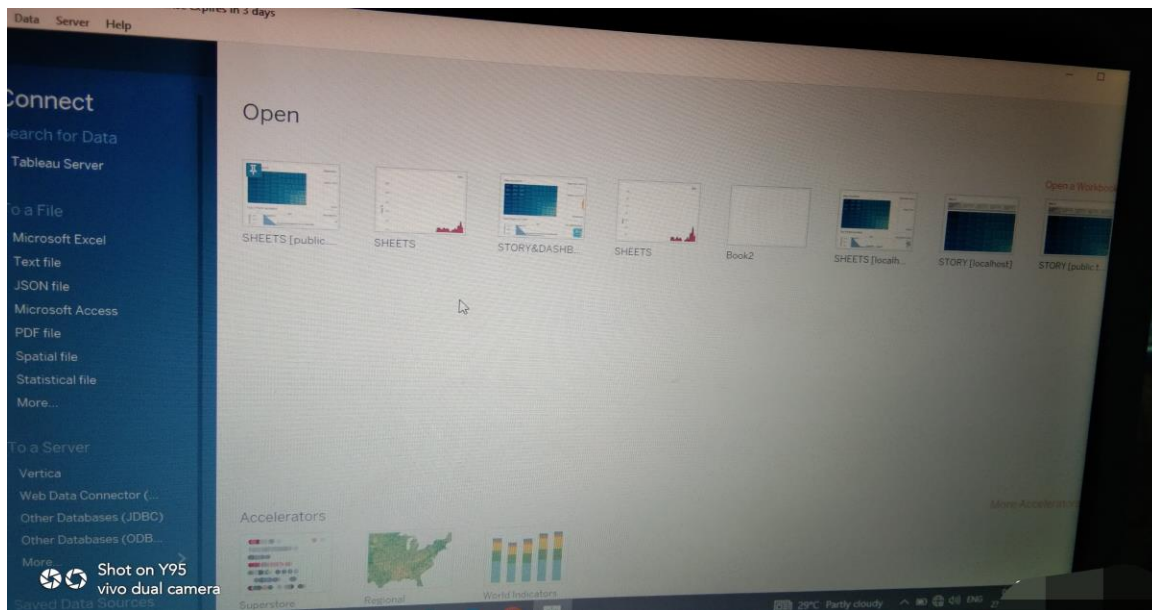 expires in 3 days
Data Server Help
Connect
Search for Data
Tableau Server
To a File
Microsoft Excel
Text file
JSON file
Microsoft Access
PDF file
Spatial file
Statistical file
More...
To a Server
Vertica
Web Data Connector (...
Other Databases (JDBC)
Other Databases (ODB...
More...
Saved Data Sources
Open
Open a Workbook
SHEETS [public...
SHEETS
STORY&DASHB...
SHEETS
Book2
SHEETS [localh...
STORY [localhost]
STORY [public t...
Accelerators
More Accelerators
Superstore
Regional
World Indicators
29°C Partly cloudy
ENG
Shot on Y95
vivo dual camera